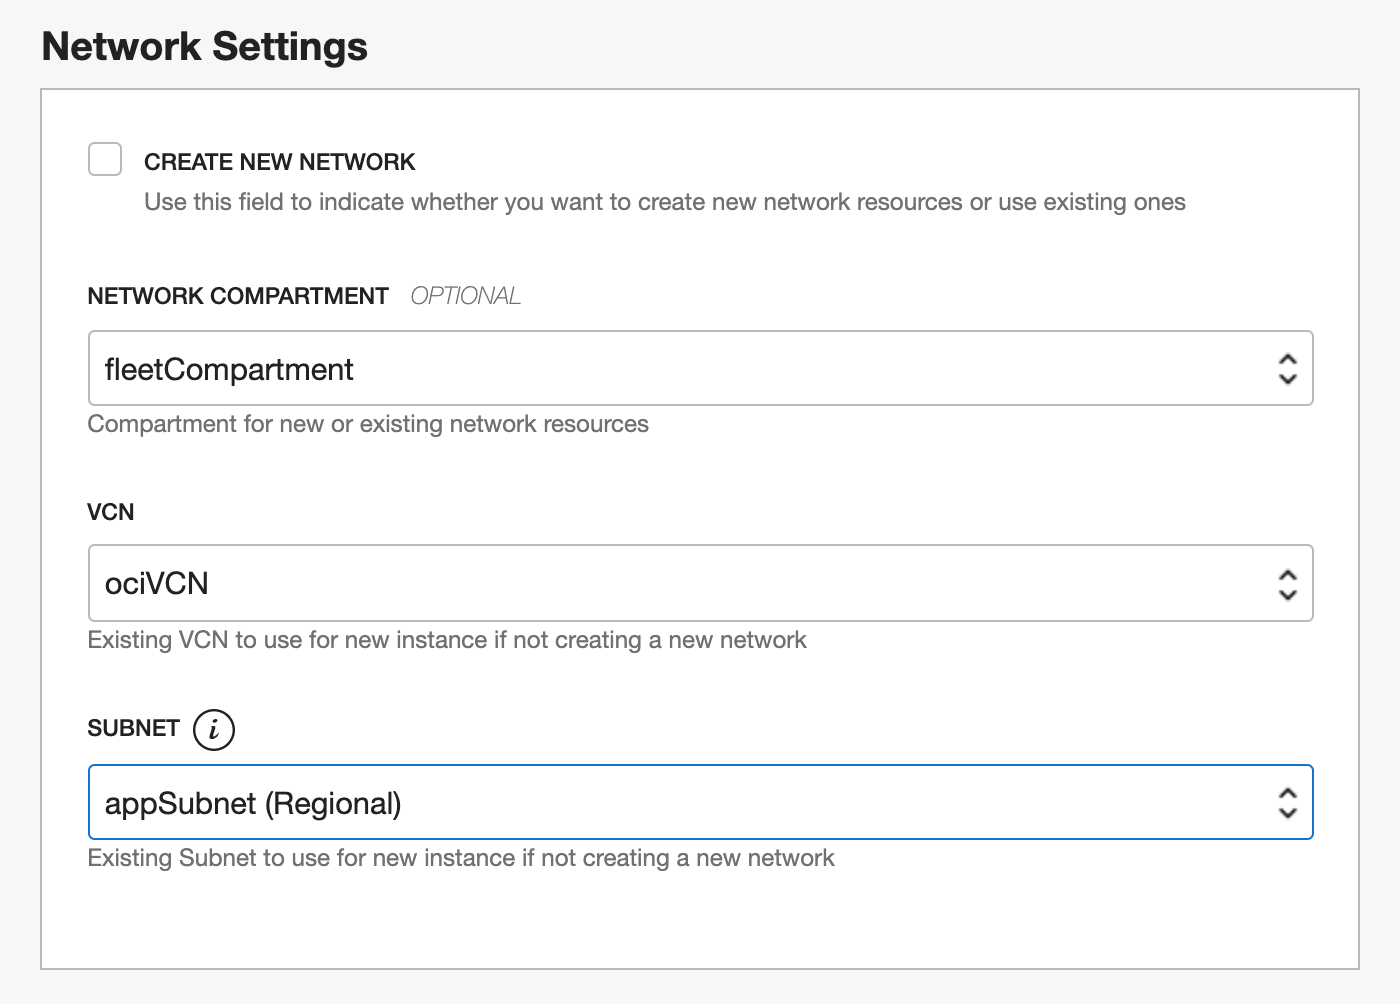 Network Settings
CREATE NEW NETWORK
Use this field to indicate whether you want to create new network resources or use existing ones
NETWORK COMPARTMENT OPTIONAL
fleetCompartment
Compartment for new or existing network resources
VCN
ociVCN
Existing VCN to use for new instance if not creating a new network
SUBNET i
appSubnet (Regional)
Existing Subnet to use for new instance if not creating a new network